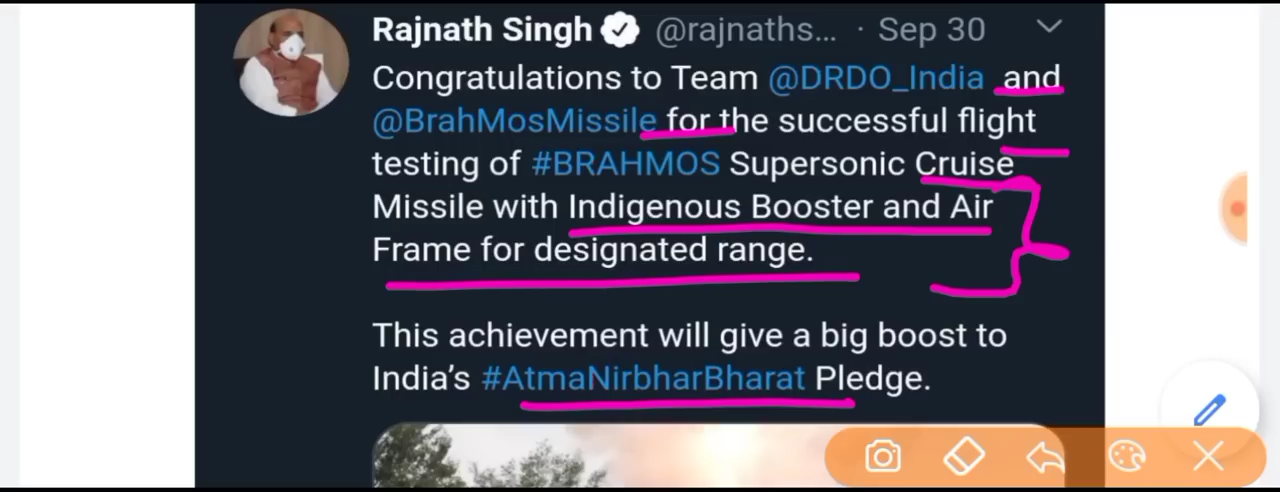 Rajnath Singh @rajnaths... · Sep 30
Congratulations to Team @DRDO_India and
@BrahMosMissile for the successful flight
testing of #BRAHMOS Supersonic Cruise
Missile with Indigenous Booster and Air
Frame for designated range.
This achievement will give a big boost to
India’s #AtmaNirbharBharat Pledge.